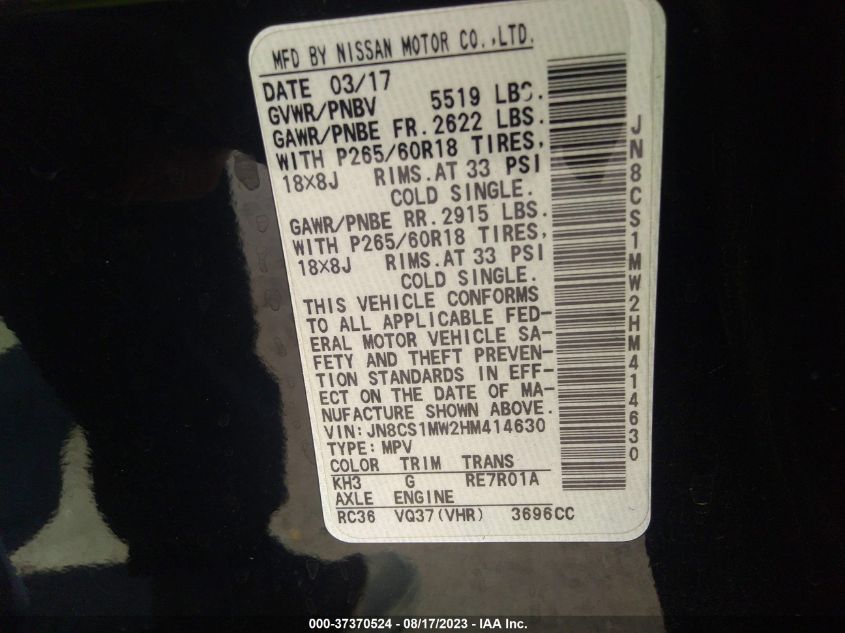 MFD BY NISSAN MOTOR CO.,LTD.
DATE 03/17
GVWR/PNBV 5519 LBS.
GAWR/PNBE FR. 2622 LBS.
WITH P265/60R18 TIRES,
18X8J RIMS. AT 33 PSI
COLD SINGLE.
GAWR/PNBE RR. 2915 LBS.
WITH P265/60R18 TIRES,
18X8J RIMS. AT 33 PSI
COLD SINGLE.
THIS VEHICLE CONFORMS
TO ALL APPLICABLE FED-
ERAL MOTOR VEHICLE SA-
FETY AND THEFT PREVEN-
TION STANDARDS IN EFF-
ECT ON THE DATE OF MA-
NUFACTURE SHOWN ABOVE.
VIN: JN8CS1MW2HM414630
TYPE: MPV
COLOR TRIM TRANS
KH3 G RE7R01A
AXLE ENGINE
RC36 VQ37(VHR) 3696CC
JN8CS1MW2HM414630
000-37370524 - 08/17/2023 - IAA Inc.